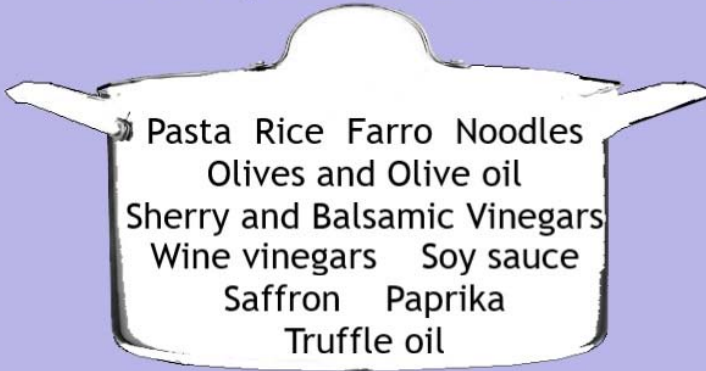 Pasta Rice Farro Noodles
Olives and Olive oil
Sherry and Balsamic Vinegars
Wine vinegars Soy sauce
Saffron Paprika
Truffle oil